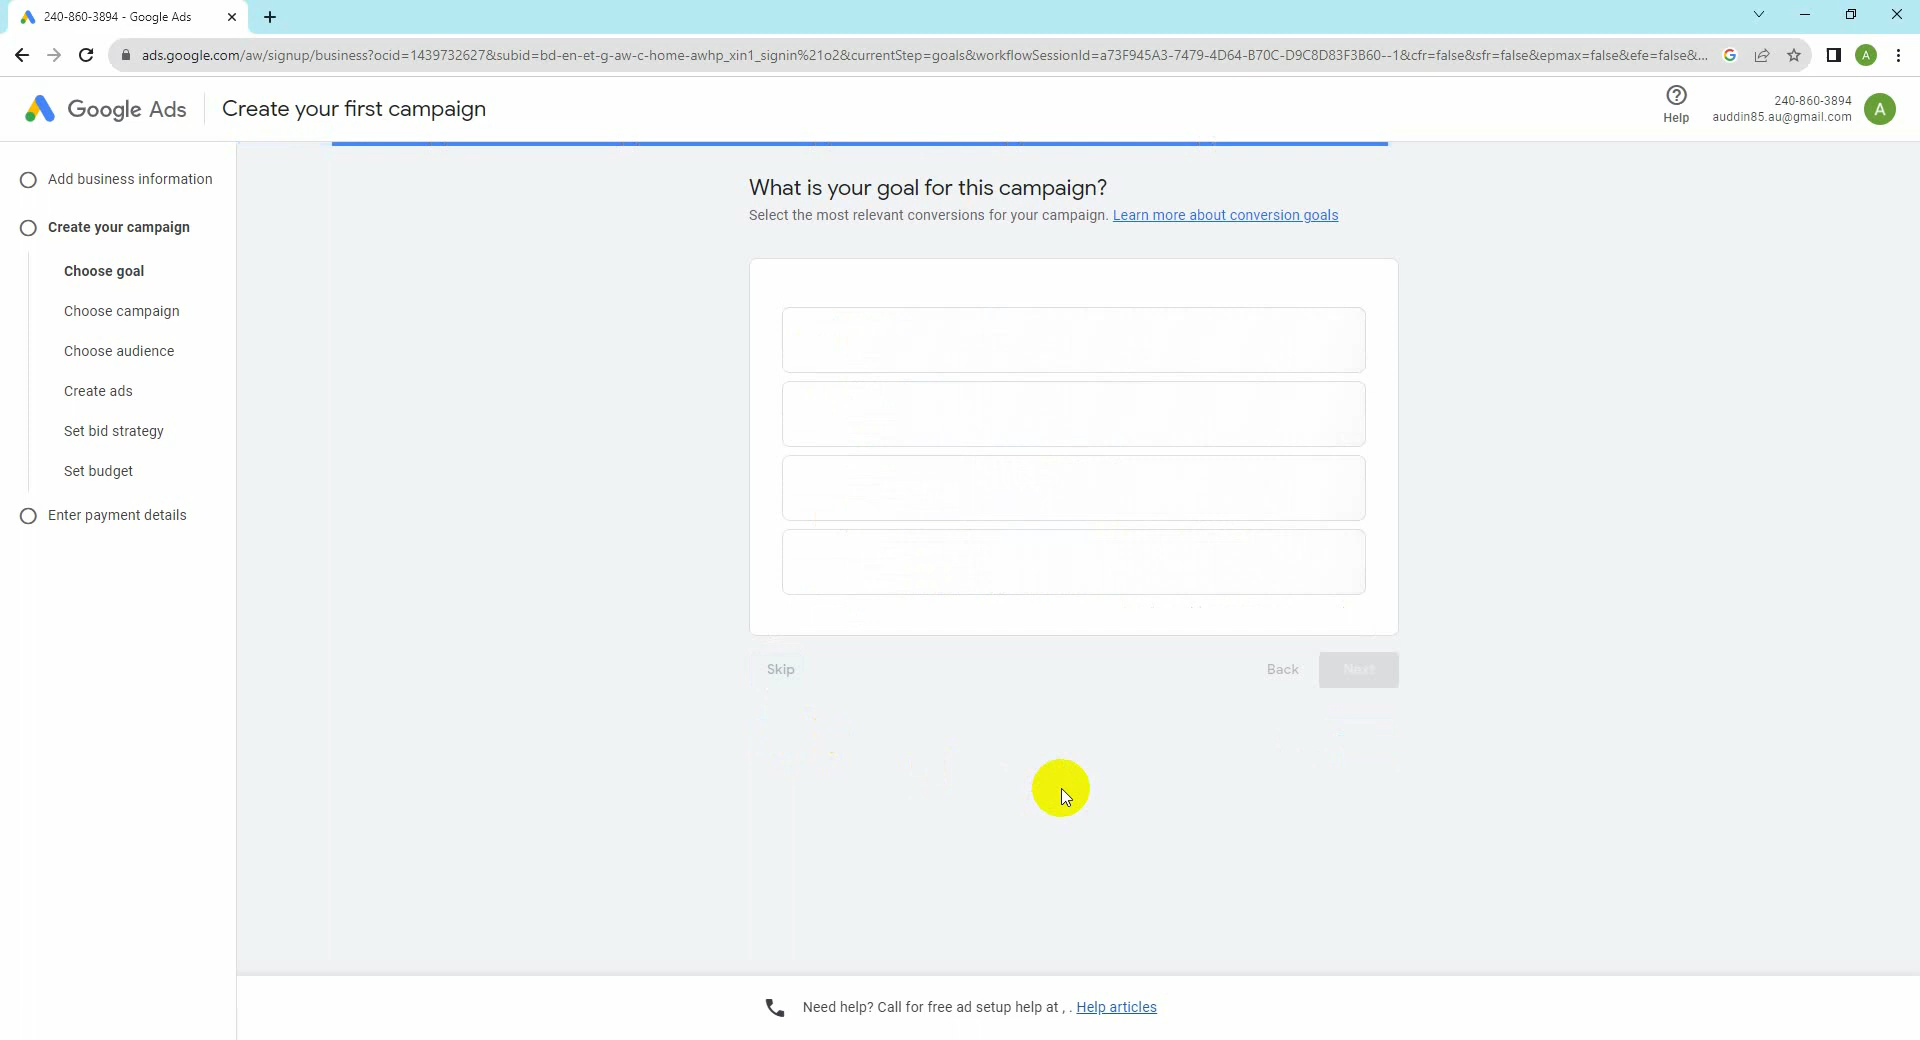 240-860-3894 - Google Ads
ads.google.com/aw/signup/business?ocid=1439732627&subid=bd-en-et-g-aw-c-home-awhp_xin1_signin%21o2&currentStep=goals&workflowSessionId=a73F945A3-7479-4D64-B70C-D9C8D83F3B60--1&cfr=false&sfr=false&epmax=false&efe=false&...
Google Ads
Create your first campaign
Help
240-860-3894
auddin85.au@gmail.com
A
A
Add business information
Create your campaign
Choose goal
Choose campaign
Choose audience
Create ads
Set bid strategy
Set budget
Enter payment details
What is your goal for this campaign?
Select the most relevant conversions for your campaign. Learn more about conversion goals
Skip
Back
Next
Need help? Call for free ad setup help at , . Help articles